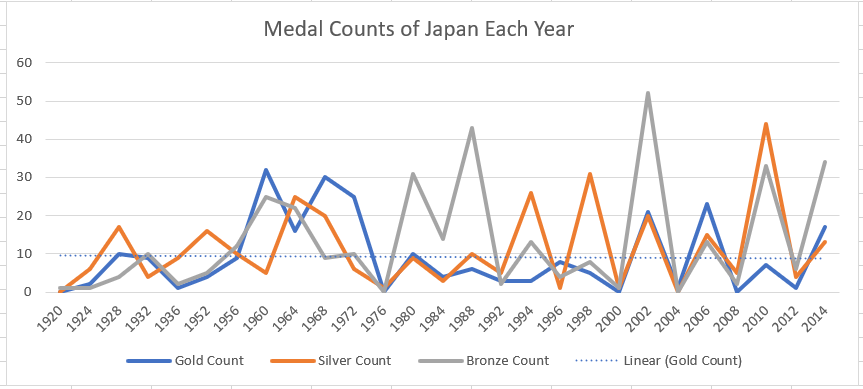 Medal Counts of Japan Each Year
60
50
40
30
20
10
0
1920 1924 1928 1932 1936 1952 1956 1960 1964 1968 1972 1976 1980 1984 1988 1992 1994 1996 1998 2000 2002 2004 2006 2008 2010 2012 2014
Gold Count Silver Count Bronze Count Linear (Gold Count)